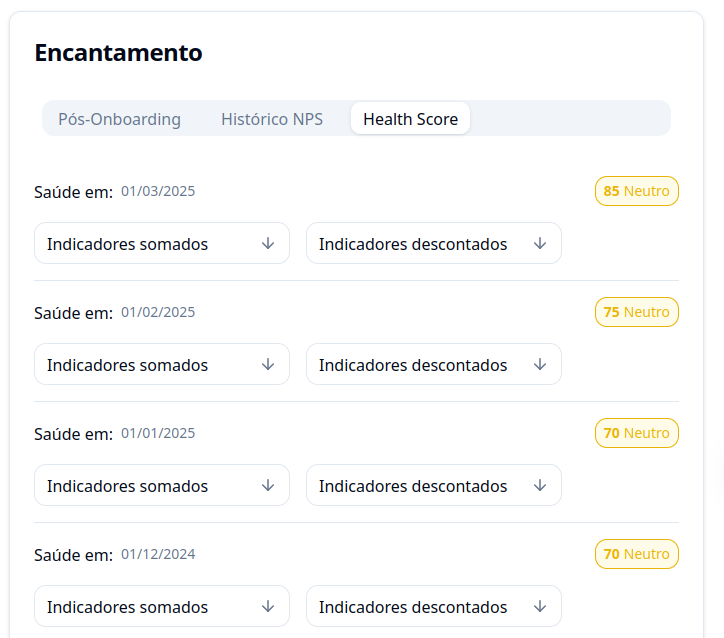 Encantamento
Pós-Onboarding Histórico NPS Health Score
Saúde em: 01/03/2025 85 Neutro
Indicadores somados Indicadores descontados
Saúde em: 01/02/2025 75 Neutro
Indicadores somados Indicadores descontados
Saúde em: 01/01/2025 70 Neutro
Indicadores somados Indicadores descontados
Saúde em: 01/12/2024 70 Neutro
Indicadores somados Indicadores descontados